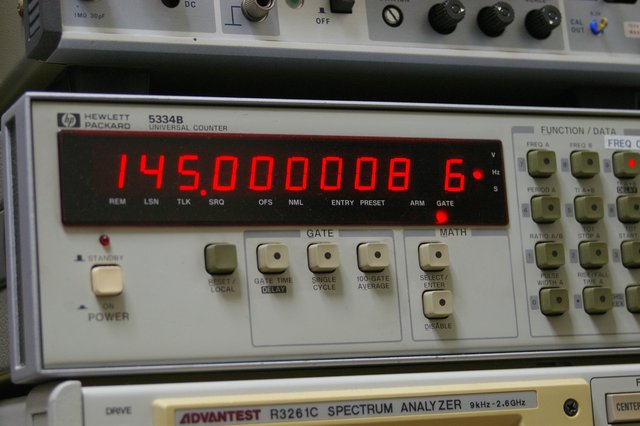 DC
1MΩ 30pF
OFF
CAL
OUT
hp HEWLETT PACKARD 5334B
UNIVERSAL COUNTER
FUNCTION / DATA
145.000008 6
V
Hz
S
REM LSN TLK SRQ OFS NML ENTRY PRESET ARM GATE
FREQ A FREQ B FREQ C
PERIOD A TI A→B
RATIO A/B STOP A START
PULSE WIDTH A RISE/FALL TIME A
GATE
MATH
STANDBY
ON
POWER
RESET/ LOCAL
GATE TIME DELAY
SINGLE CYCLE
100-GATE AVERAGE
SELECT/ ENTER
DISABLE
DRIVE
ADVANTEST R3261C SPECTRUM ANALYZER 9kHz-2.6GHz
CENTER